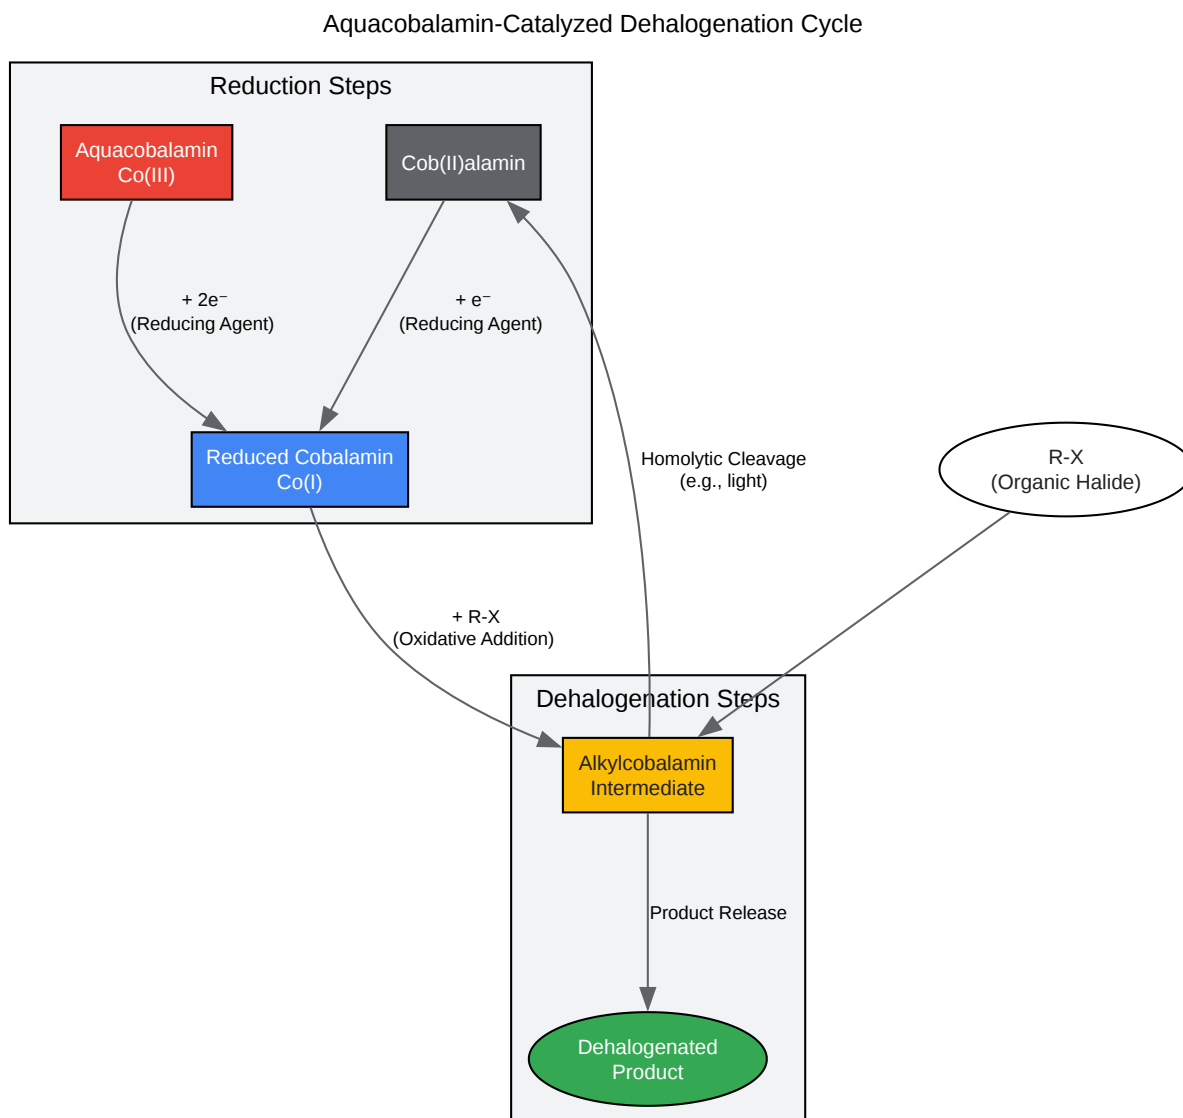 Aquacobalamin-Catalyzed Dehalogenation Cycle
Reduction Steps
Aquacobalamin
Co(III)
Cob(II)alamin
+ 2e⁻
(Reducing Agent)
+ e⁻
(Reducing Agent)
Reduced Cobalamin
Co(I)
Homolytic Cleavage
(e.g., light)
R-X
(Organic Halide)
+ R-X
(Oxidative Addition)
Dehalogenation Steps
Alkylcobalamin
Intermediate
Product Release
Dehalogenated
Product